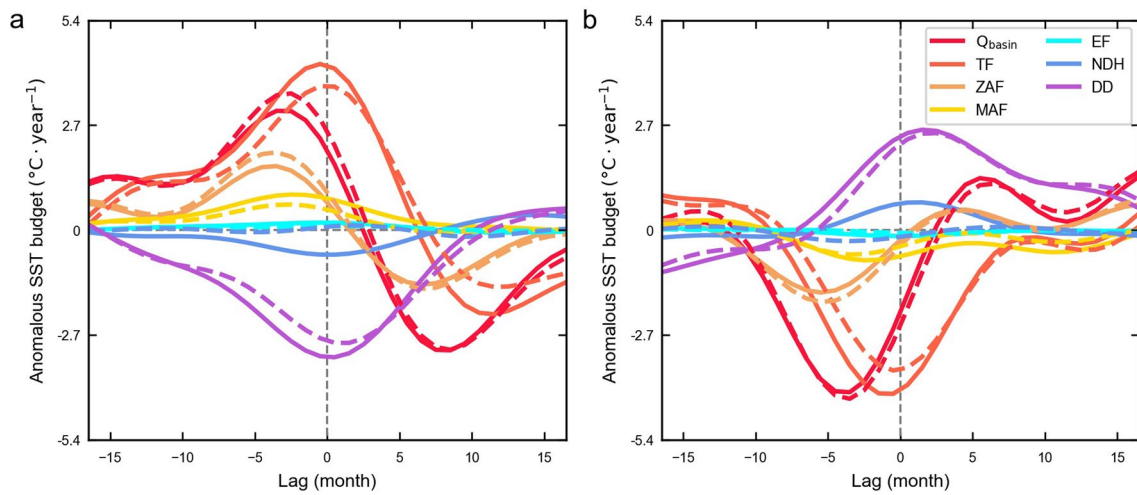 a
b
Anomalous SST budget (°C · year⁻¹)
5.4
2.7
0
-2.7
-5.4
−15 −10 −5 0 5 10 15
Lag (month)
Anomalous SST budget (°C · year⁻¹)
5.4
2.7
0
-2.7
-5.4
−15 −10 −5 0 5 10 15
Lag (month)
Q_basin
TF
ZAF
MAF
EF
NDH
DD